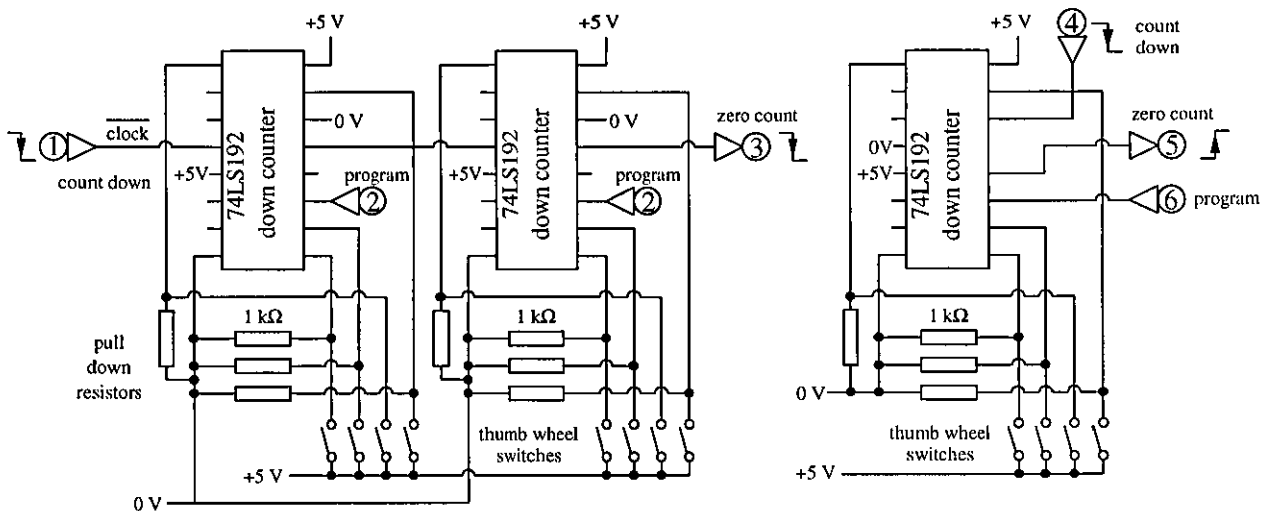 +5 V
+5 V
+5 V
④
count
down
①
clock
count down
+5V
74LS192
down counter
0 V
program
②
+5V
74LS192
down counter
0 V
program
②
zero count
③
0V
+5V
74LS192
down counter
zero count
⑤
⑥
program
1 kΩ
1 kΩ
1 kΩ
pull
down
resistors
0 V
thumb wheel
switches
thumb wheel
switches
+5 V
+5 V
0 V